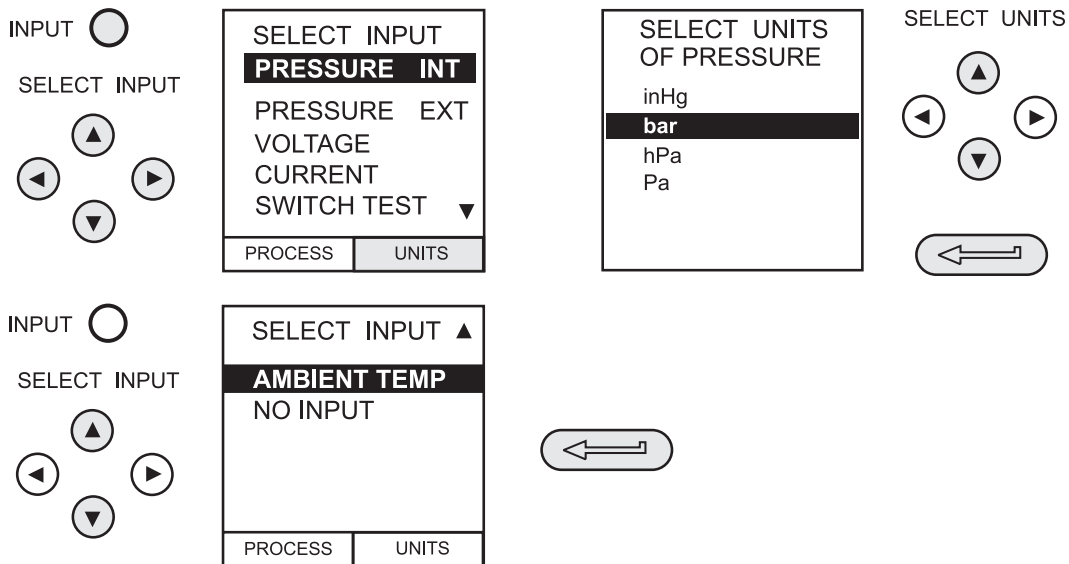 INPUT
SELECT INPUT
SELECT INPUT
PRESSURE INT
PRESSURE EXT
VOLTAGE
CURRENT
SWITCH TEST
PROCESS UNITS
SELECT UNITS
OF PRESSURE
inHg
bar
hPa
Pa
SELECT UNITS
INPUT
SELECT INPUT
SELECT INPUT
AMBIENT TEMP
NO INPUT
PROCESS UNITS